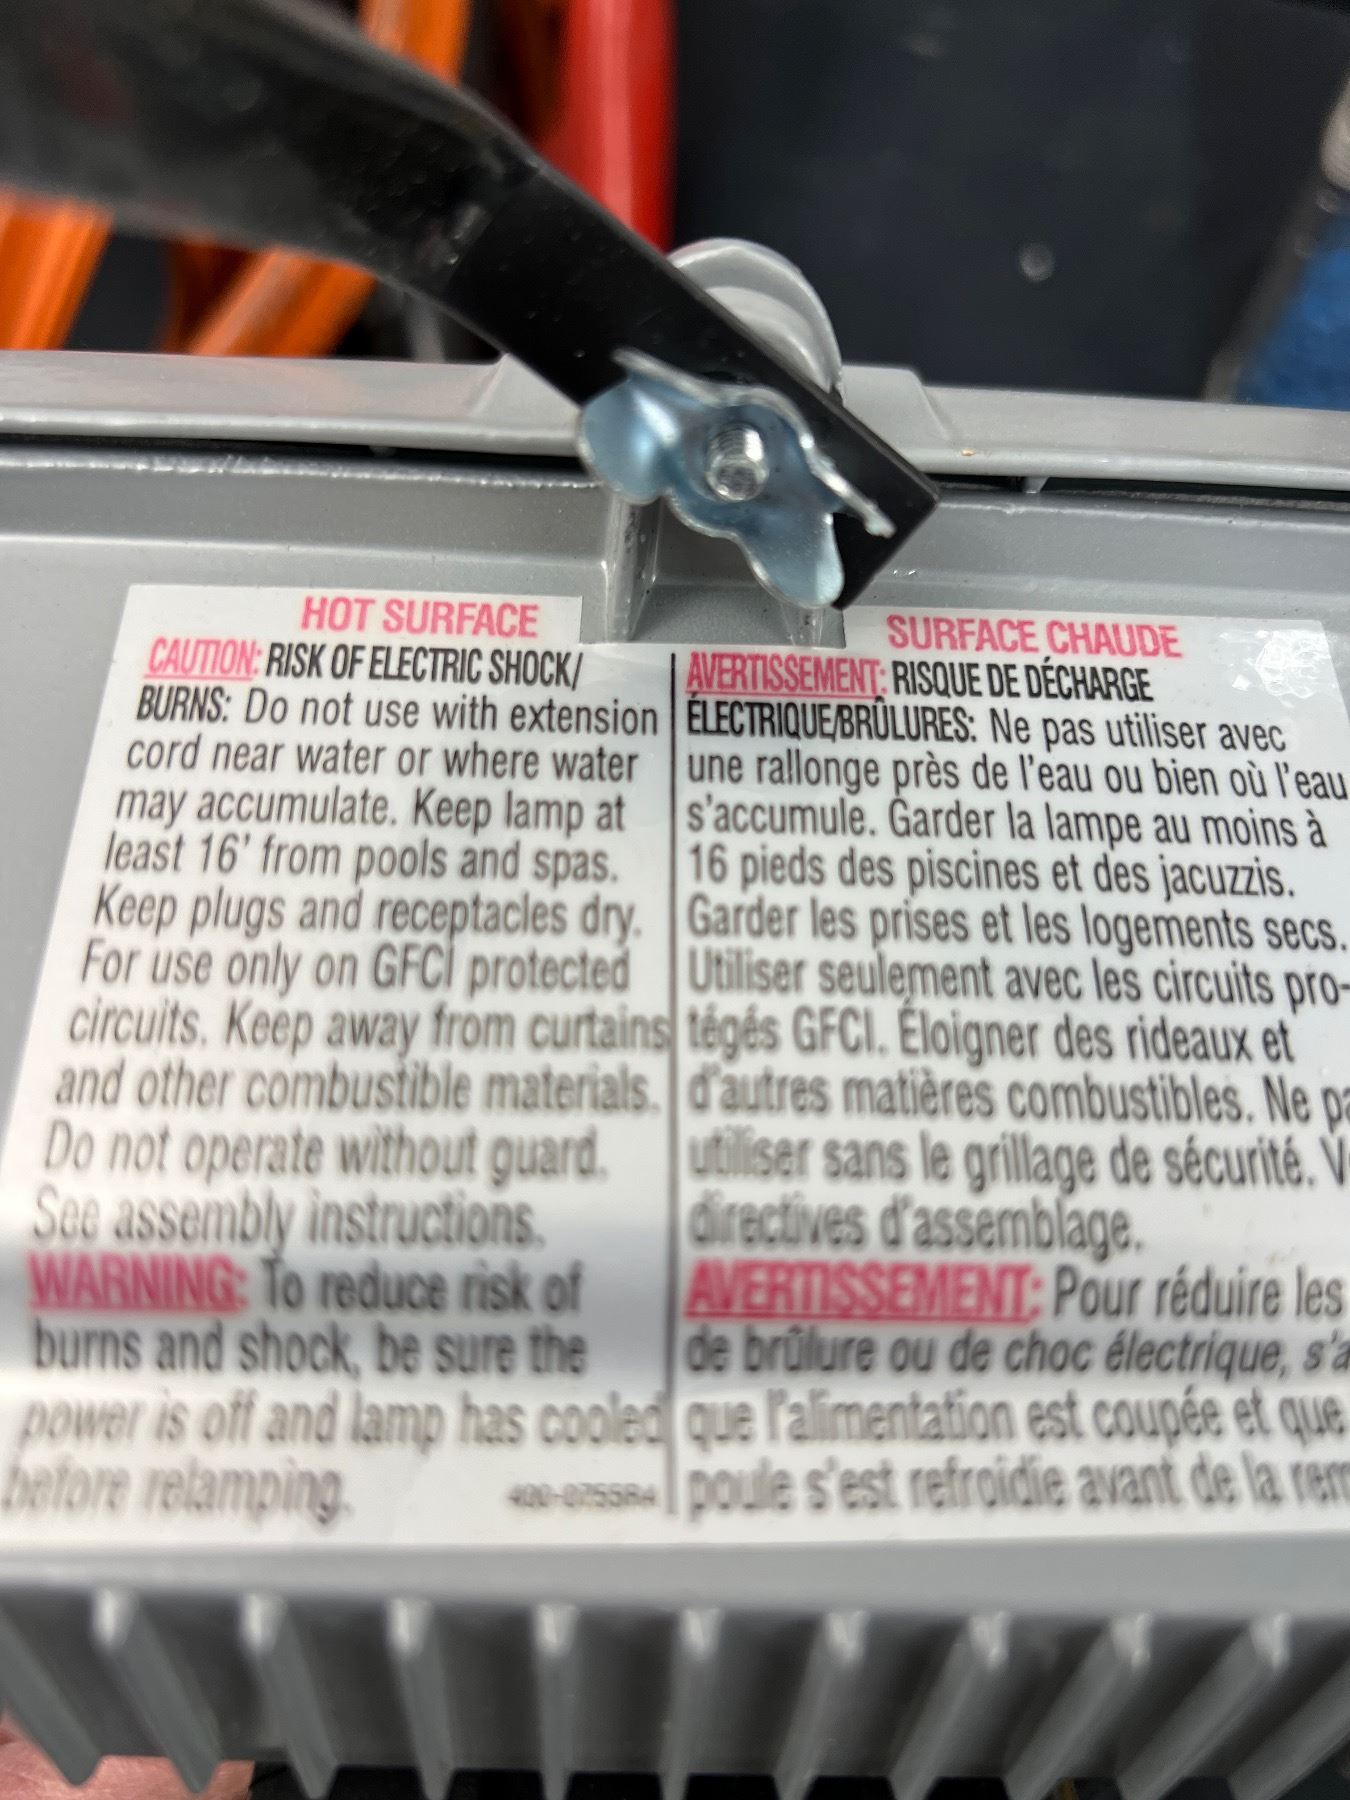 HOT SURFACE
CAUTION: RISK OF ELECTRIC SHOCK/
BURNS: Do not use with extension
cord near water or where water
may accumulate. Keep lamp at
least 16' from pools and spas.
Keep plugs and receptacles dry.
For use only on GFCI protected
circuits. Keep away from curtains
and other combustible materials.
Do not operate without guard.
See assembly instructions.
WARNING: To reduce risk of
burns and shock, be sure the
power is off and lamp has cooled
before relamping.
400-0755RA
SURFACE CHAUDE
AVERTISSEMENT: RISQUE DE DÉCHARGE
ÉLECTRIQUE/BRÛLURES: Ne pas utiliser avec
une rallonge près de l'eau ou bien où l'eau
s'accumule. Garder la lampe au moins à
16 pieds des piscines et des jacuzzis.
Garder les prises et les logements secs.
Utiliser seulement avec les circuits pro-
tégés GFCI. Éloigner des rideaux et
d'autres matières combustibles. Ne pa
utiliser sans le grillage de sécurité. V
directives d'assemblage.
AVERTISSEMENT: Pour réduire les
de brûlure ou de choc électrique, s'a
que l'alimentation est coupée et que
poule s'est refroidie avant de la rem